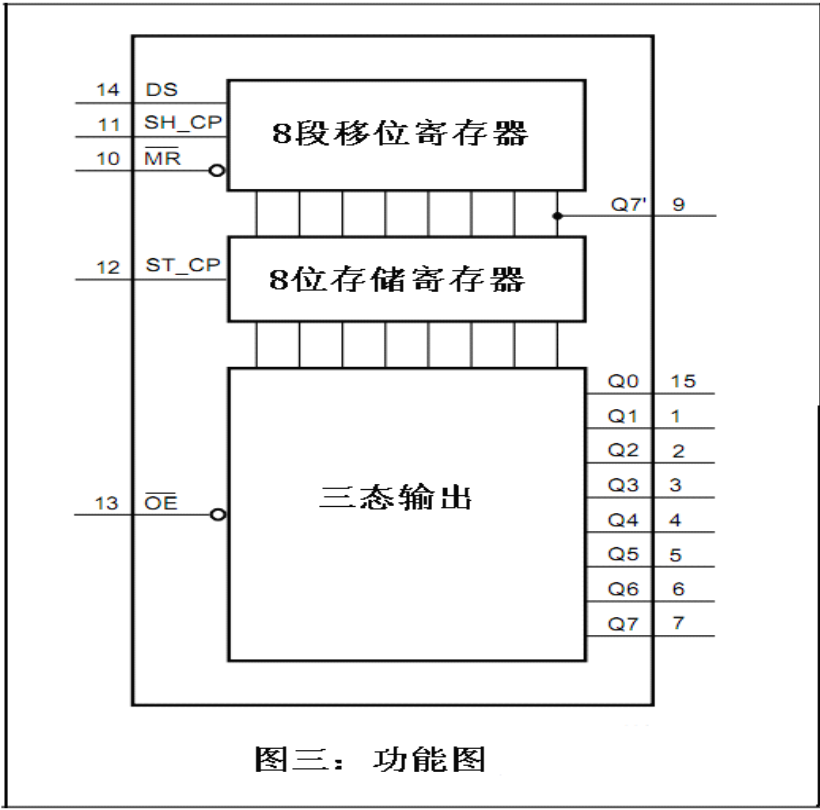 14 DS
11 SH_CP
10 MR
8段移位寄存器
Q7' 9
12 ST_CP
8位存储寄存器
Q0 15
Q1 1
Q2 2
Q3 3
Q4 4
Q5 5
Q6 6
Q7 7
13 OE
三态输出
图三：功能图